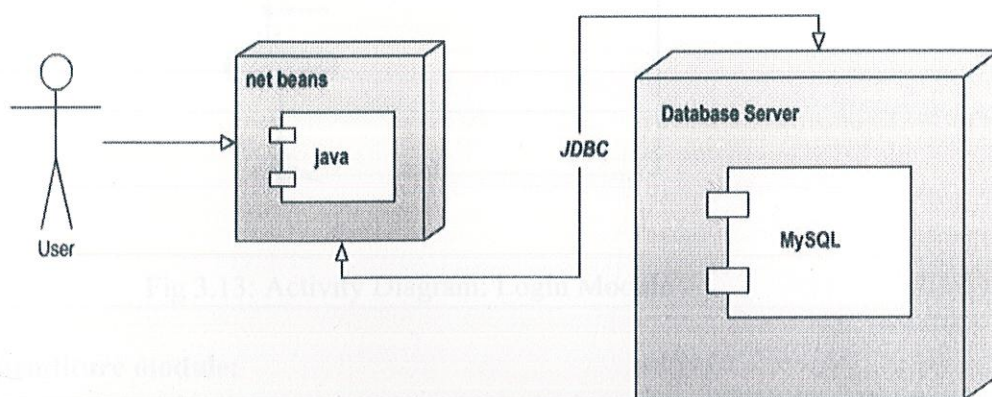 net beans
java
User
JDBC
Database Server
MySQL
Fig 3.13: Activity Diagram: Login Module